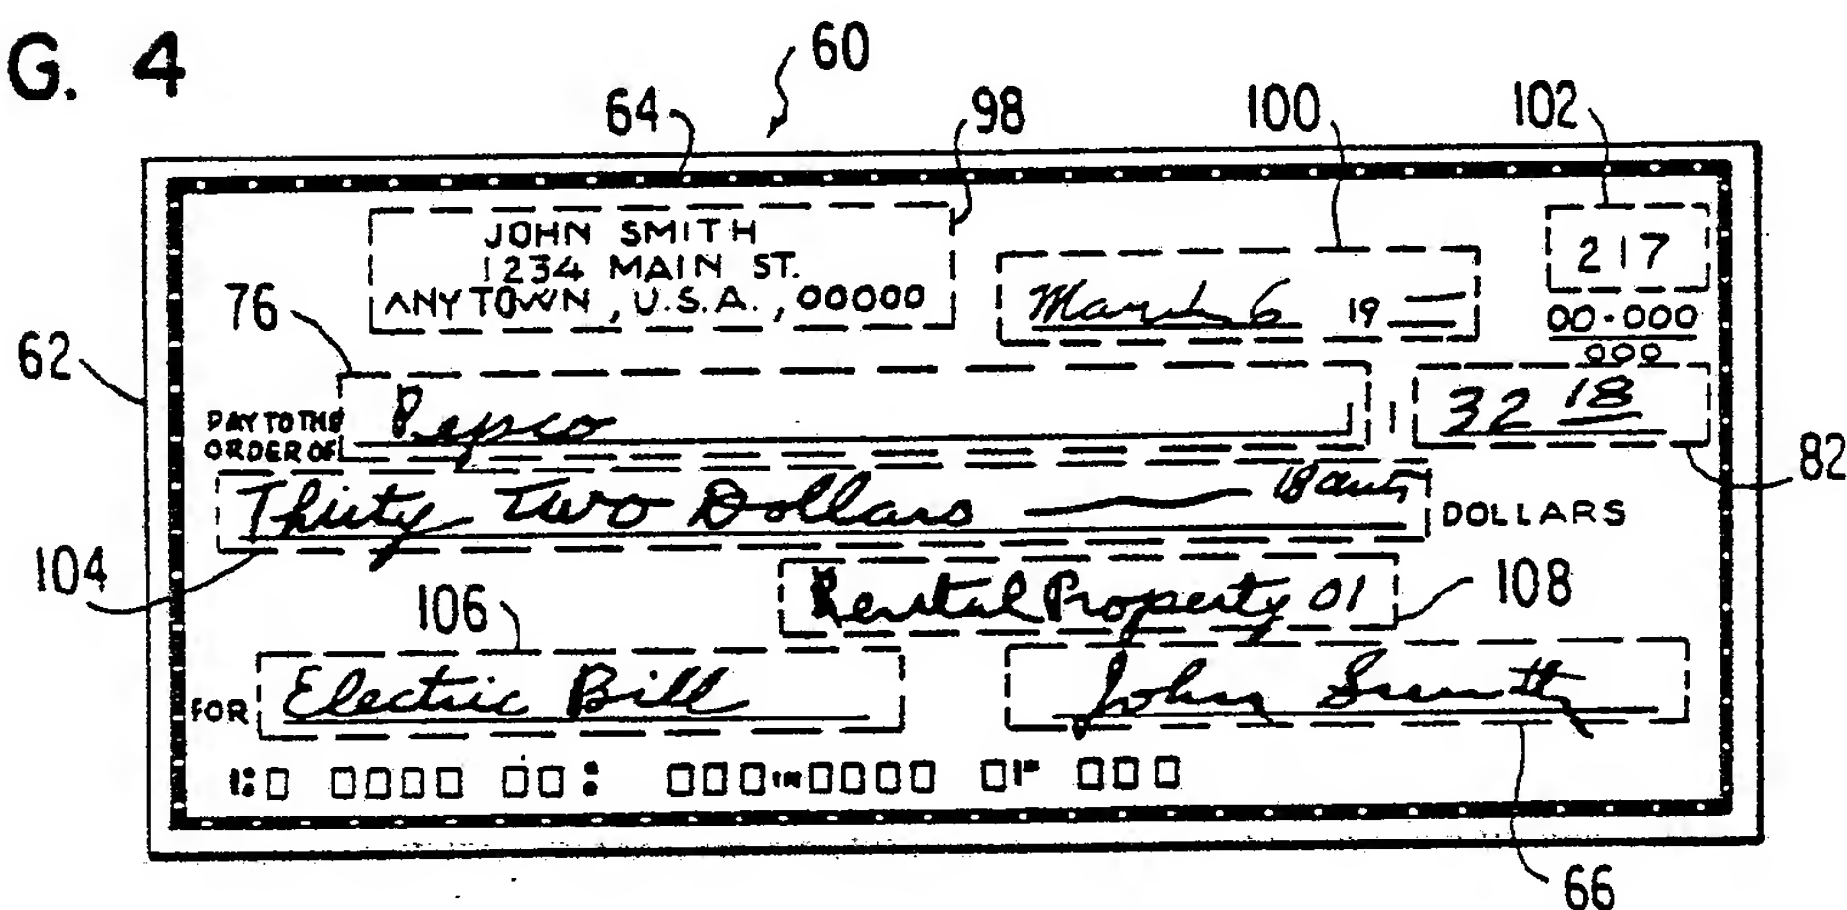 G. 4
60
64
98
100
102
JOHN SMITH
1234 MAIN ST.
ANYTOWN, U.S.A., 00000
217
March 6 19
00-000
000
76
62
PAY TO THE
ORDER OF
Pepco
32 18
82
Thirty Two Dollars 18 cents DOLLARS
104
Rental Property 01
108
106
FOR Electric Bill
John Smith
66